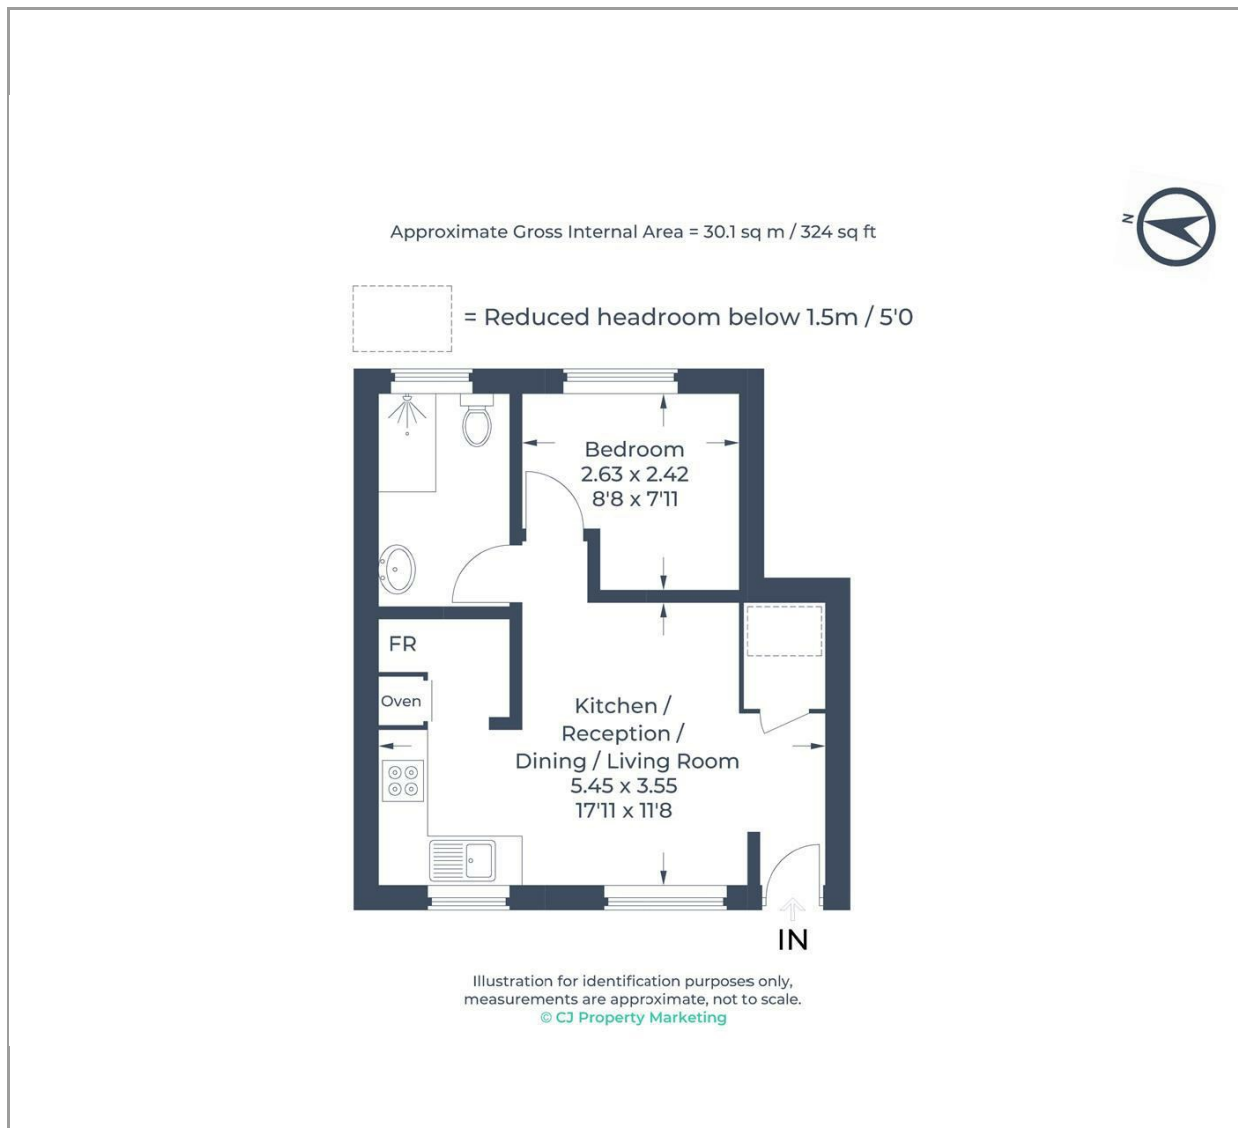 N
Approximate Gross Internal Area = 30.1 sq m / 324 sq ft
= Reduced headroom below 1.5m / 5'0
Bedroom
2.63 x 2.42
8'8 x 7'11
FR
Oven
Kitchen /
Reception /
Dining / Living Room
5.45 x 3.55
17'11 x 11'8
IN
Illustration for identification purposes only,
measurements are approximate, not to scale.
© CJ Property Marketing